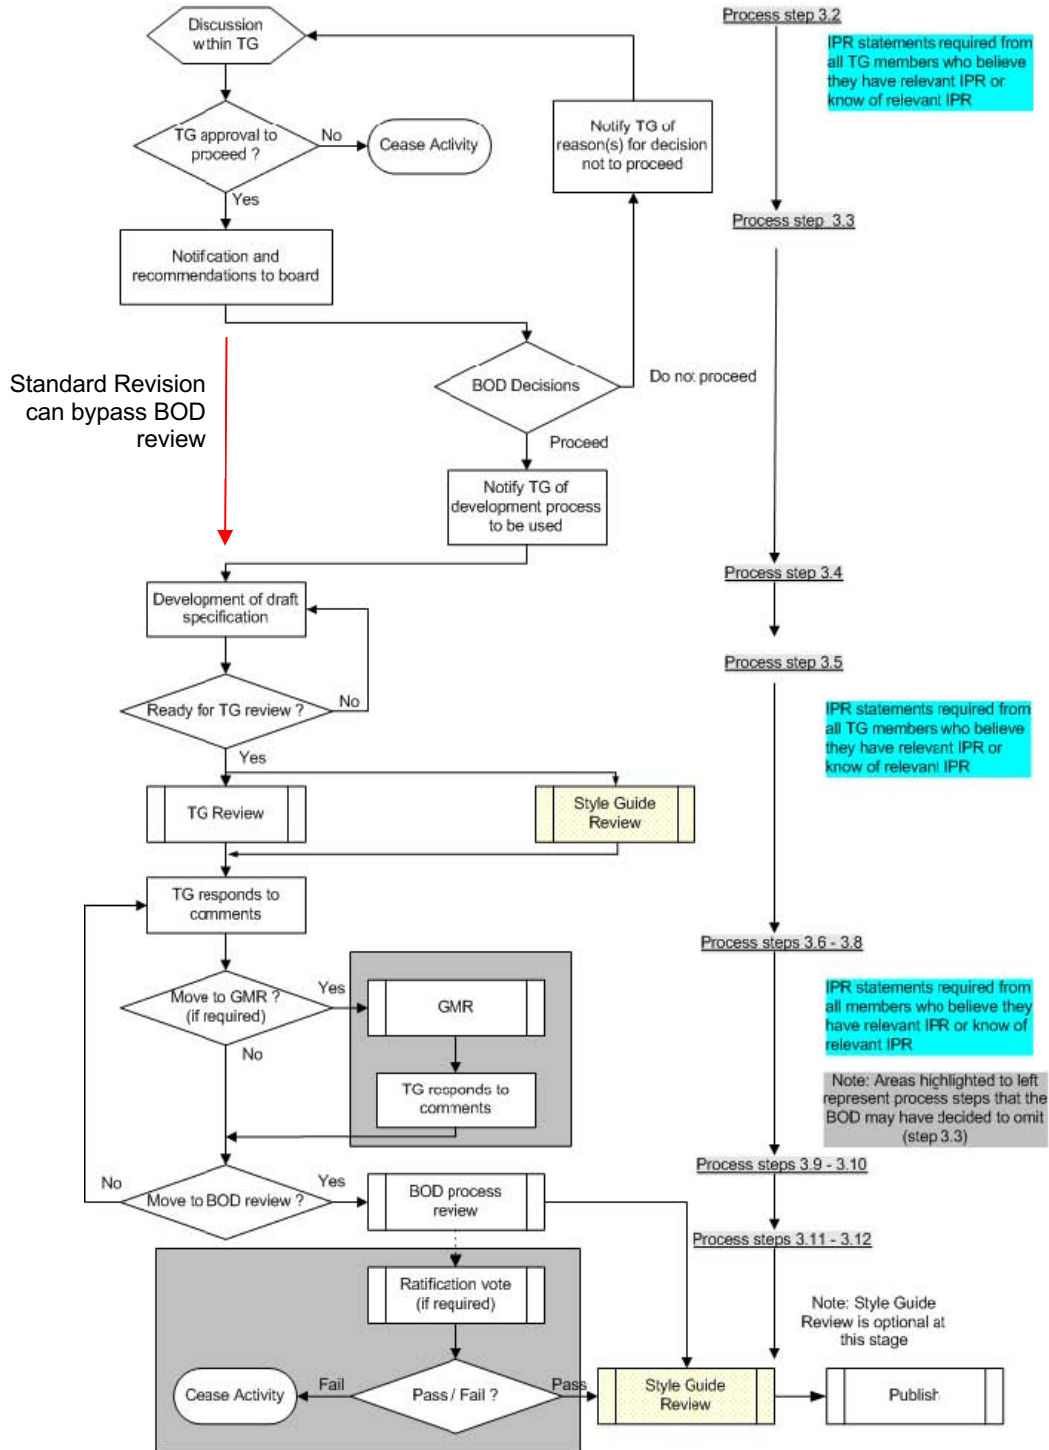 Discussion
wthin TG
Process step 3.2
IPR statements required from
all TG members who believe
they have relevant IPR or
know of relevant IPR
TG approval to
proceed ?
No
Cease Activity
Notify TG of
reason(s) for decision
not to proceed
Yes
Process step 3.3
Notification and
recommendations to board
Standard Revision
can bypass BOD
review
BOD Decisions
Do not proceed
Proceed
Notify TG of
development process
to be used
Process step 3.4
Development of draft
specification
Process step 3.5
Ready for TG review ?
No
Yes
IPR statements required from
all TG members who believe
they have relevant IPR or
know of relevant IPR
TG Review
Style Guide
Review
TG responds to
comments
Process steps 3.6 - 3.8
Move to GMR ?
(if required)
Yes
GMR
No
IPR statements required from
all members who believe they
have relevant IPR or know of
relevant IPR
TG responds to
comments
Note: Areas highlighted to left
represent process steps that the
BOD may have decided to omit
(step 3.3)
Process steps 3.9 - 3.10
No
Move to BOD review ?
Yes
BOD process
review
Process steps 3.11 - 3.12
Ratification vote
(if required)
Note: Style Guide
Review is optional at
this stage
Cease Activity
Fail
Pass / Fail ?
Pass
Style Guide
Review
Publish